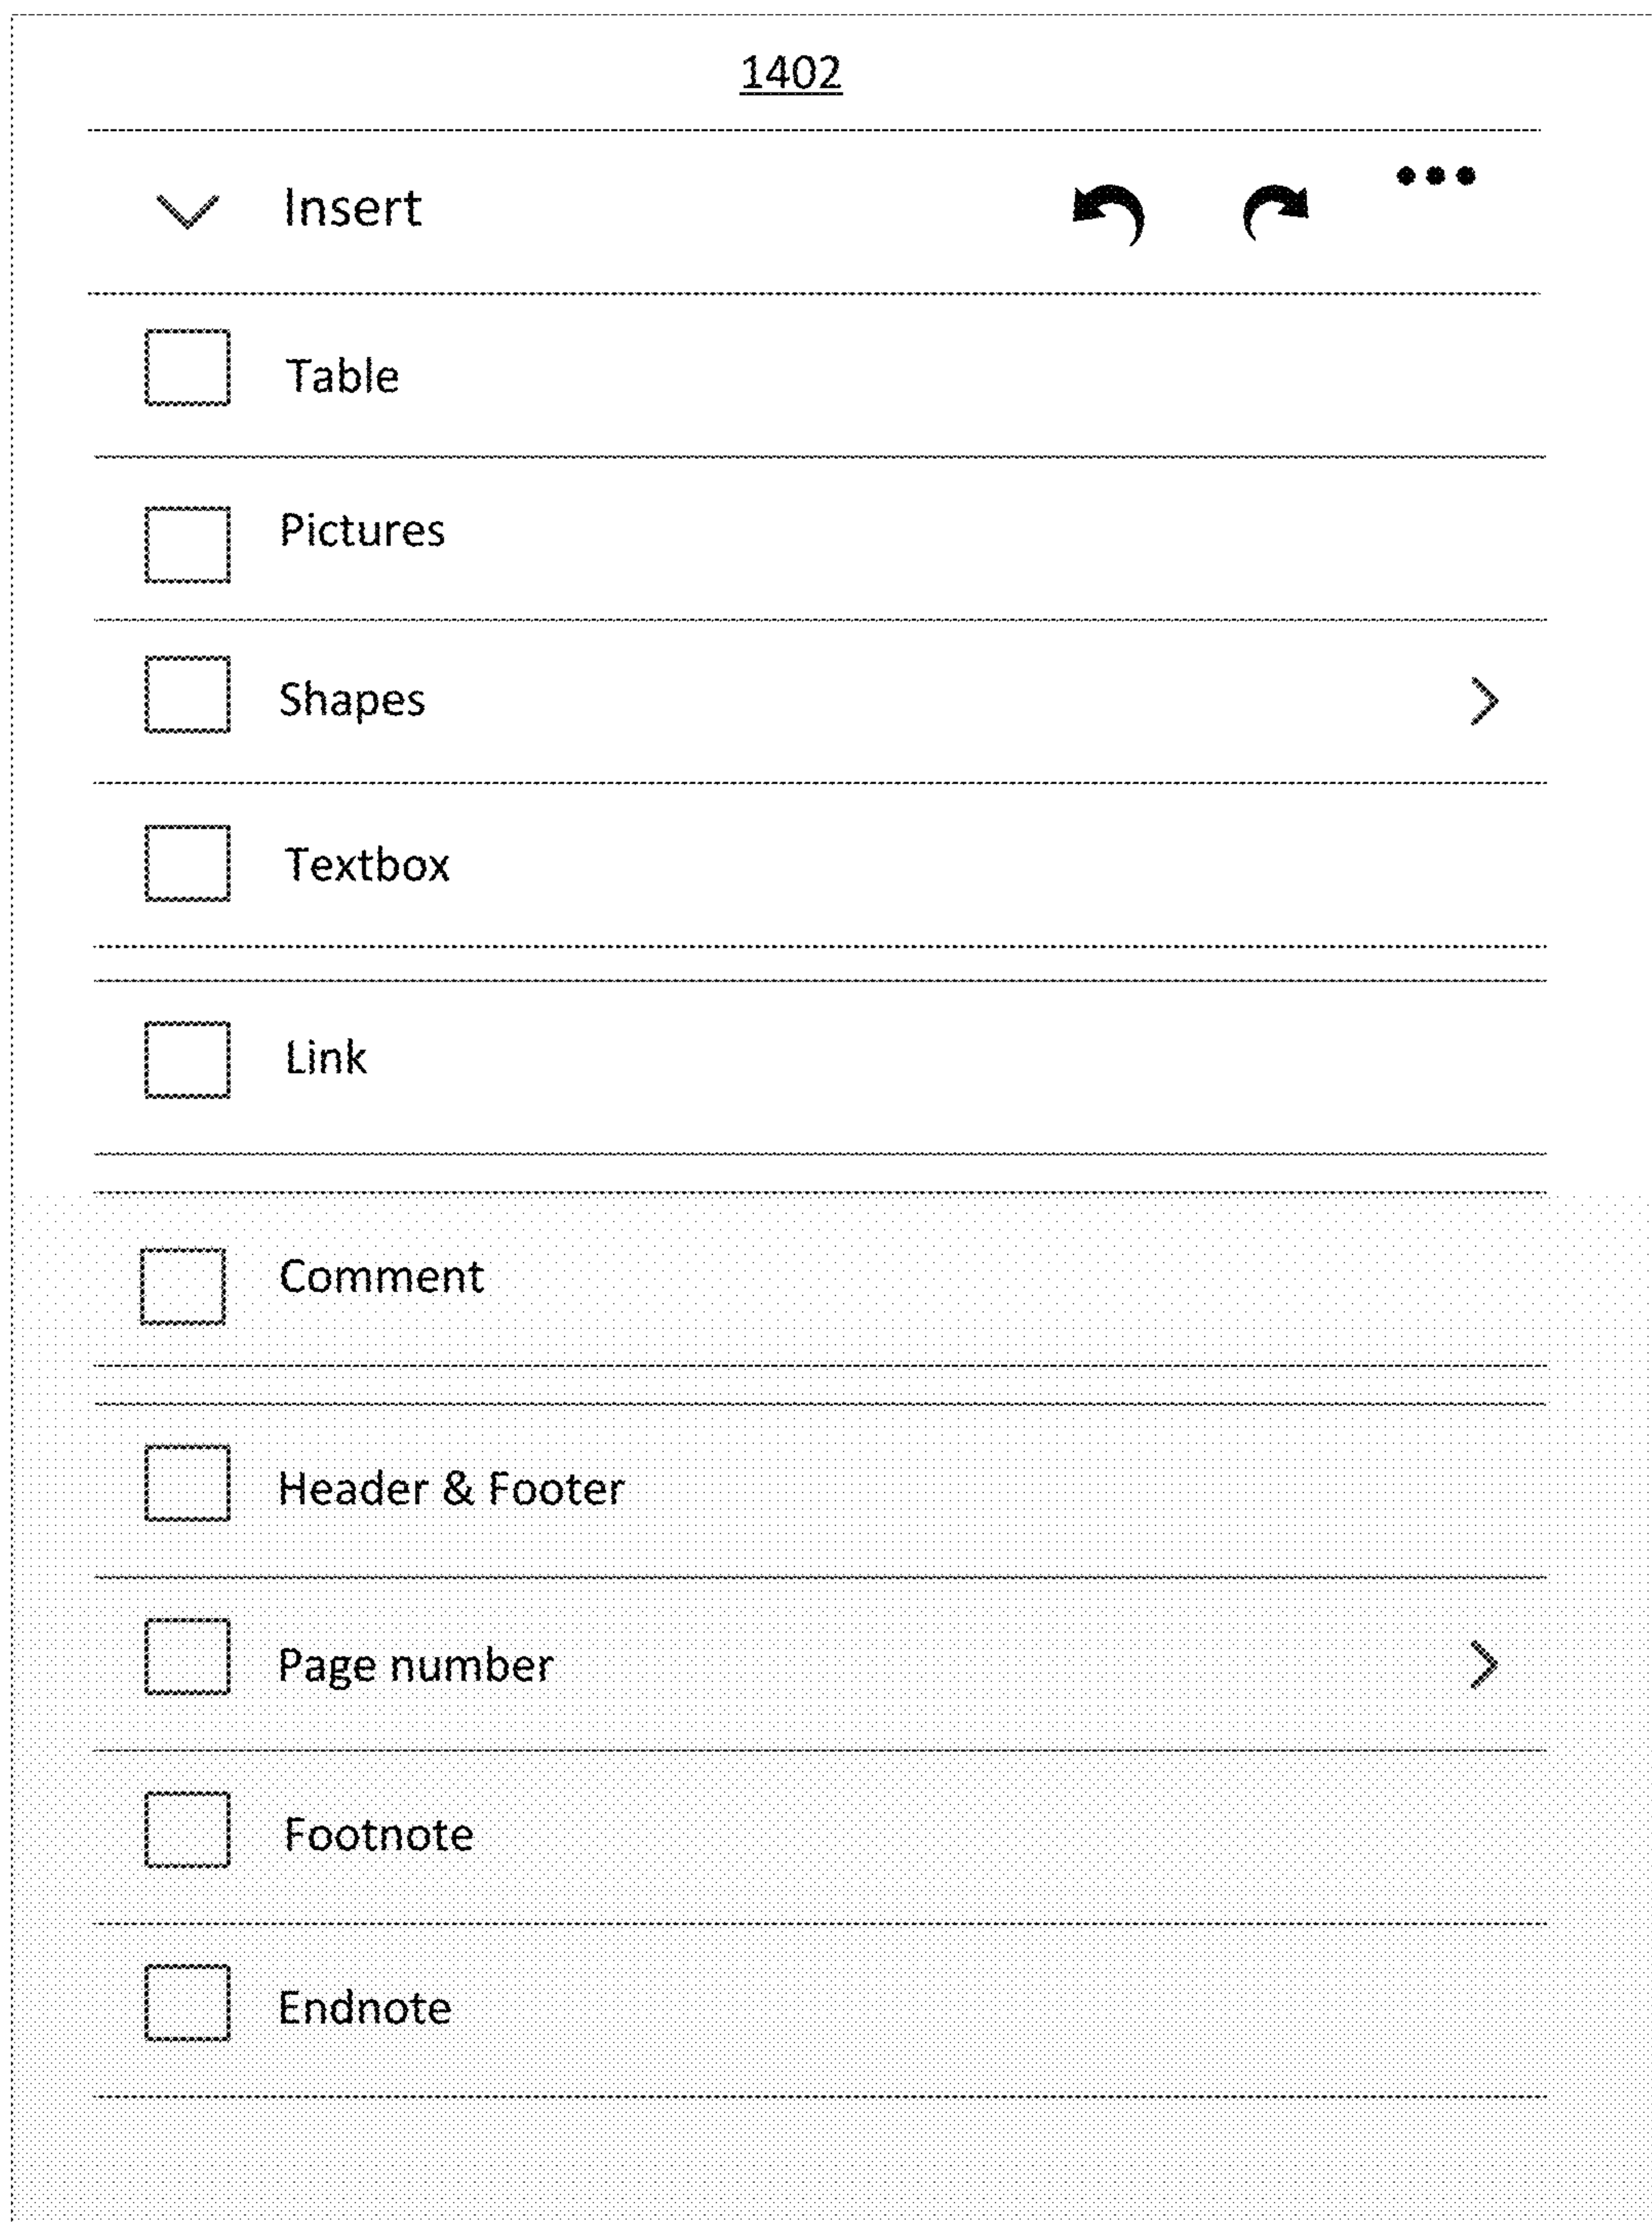 1402
Insert
Table
Pictures
Shapes
Textbox
Link
Comment
Header & Footer
Page number
Footnote
Endnote